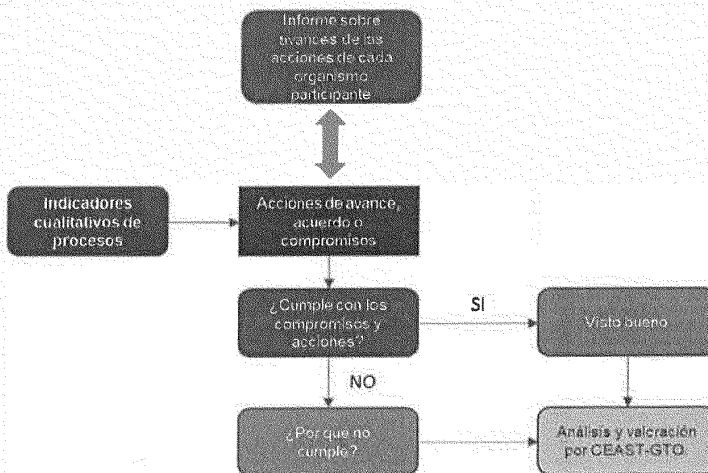 Informe sobre
avances de las
acciones de cada
organismo
participante
Indicadores
cualitativos de
procesos
Acciones de avance,
acuerdo o
compromisos
¿Cumple con los
compromisos y
acciones?
SI
Visto bueno
NO
¿Por qué no
cumple?
Análisis y valoración
por CEAST-GTO